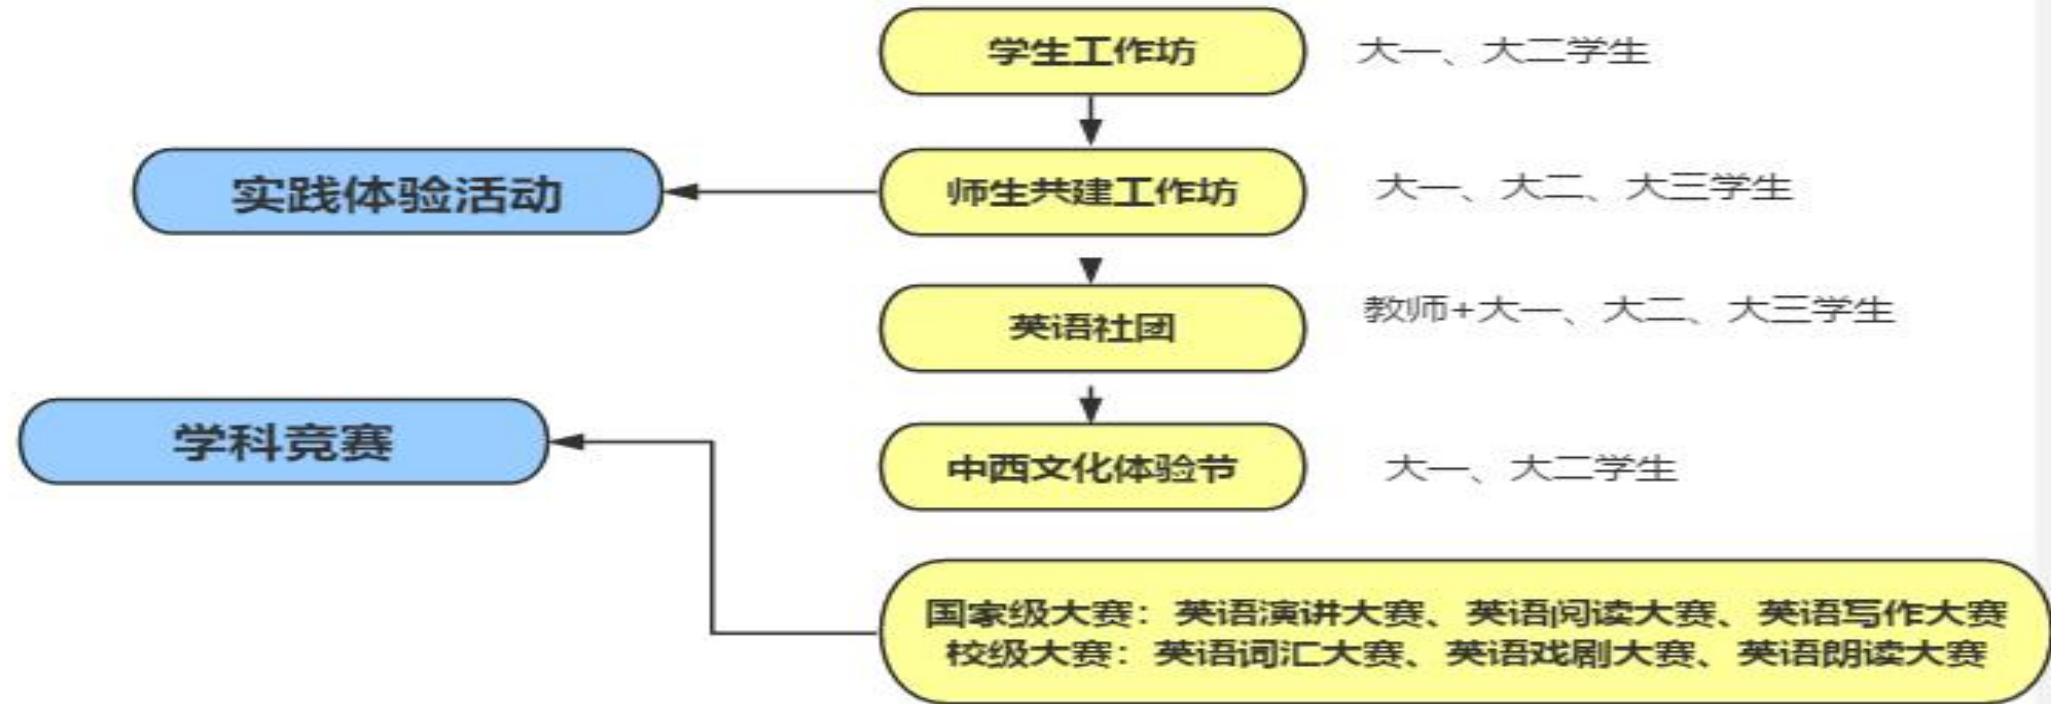 学生工作坊
大一、大二学生
实践体验活动
师生共建工作坊
大一、大二、大三学生
英语社团
教师+大一、大二、大三学生
学科竞赛
中西文化体验节
大一、大二学生
国家级大赛：英语演讲大赛、英语阅读大赛、英语写作大赛
校级大赛：英语词汇大赛、英语戏剧大赛、英语朗读大赛